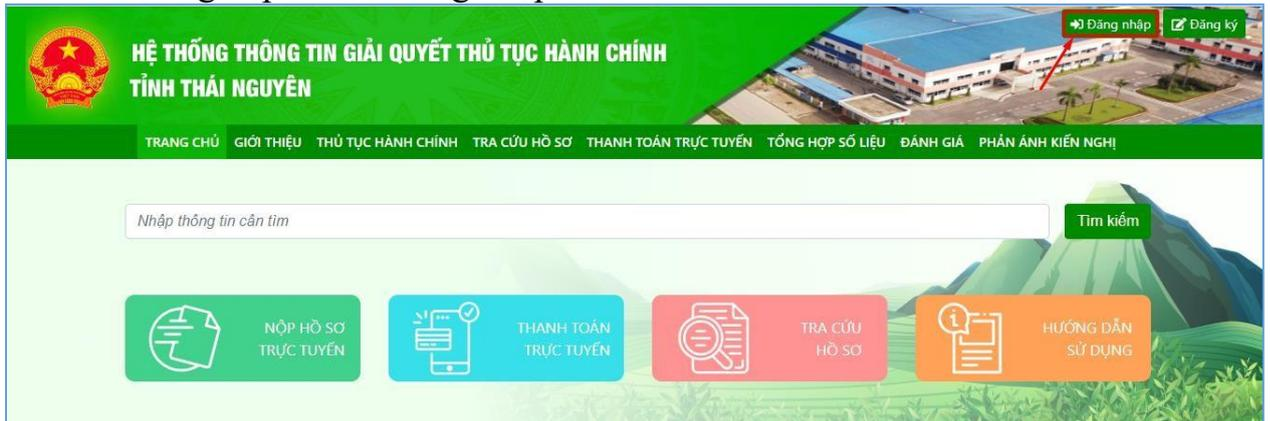 HỆ THỐNG THÔNG TIN GIẢI QUYẾT THỦ TỤC HÀNH CHÍNH
TỈNH THÁI NGUYÊN
Đăng nhập Đăng ký
TRANG CHỦ GIỚI THIỆU THỦ TỤC HÀNH CHÍNH TRA CỨU HỒ SƠ THANH TOÁN TRỰC TUYẾN TỔNG HỢP SỐ LIỆU ĐÁNH GIÁ PHẢN ÁNH KIẾN NGHỊ
Nhập thông tin cần tìm
Tìm kiếm
NỘP HỒ SƠ
TRỰC TUYẾN
THANH TOÁN
TRỰC TUYẾN
TRA CỨU
HỒ SƠ
HƯỚNG DẪN
SỬ DỤNG